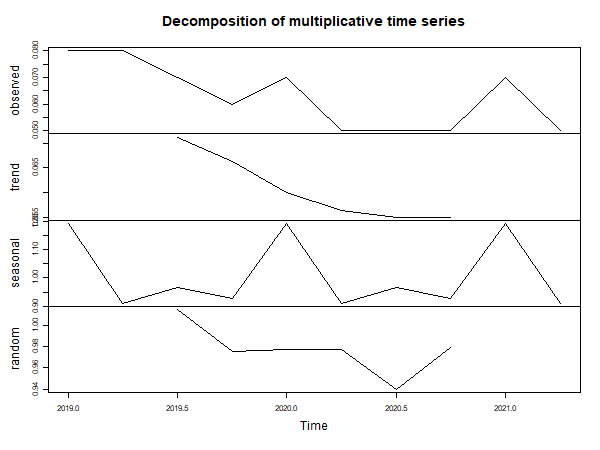 Decomposition of multiplicative time series
observed
0.050 0.060 0.070 0.080
trend
0.065
seasonal
0.90 1.00 1.10
random
0.94 0.96 0.98 1.00
2019.0 2019.5 2020.0 2020.5 2021.0
Time